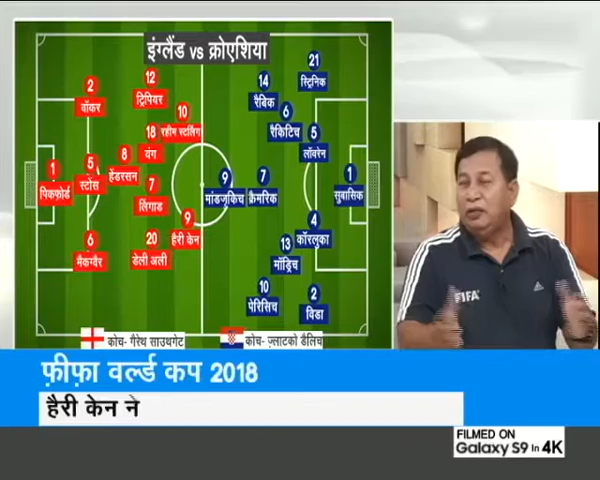 इंग्लैंड vs क्रोएशिया
2
वॉकर
12
ट्रिपियर
10
रहीम स्टर्लिंग
18
यंग
8
हेंडरसन
5
स्टोंस
1
पिकफ़ोर्ड
7
लिंगार्ड
9
हैरी केन
6
मैकग्वैर
20
डेली अली
21
स्ट्रिनिक
14
रैबिक
6
रैकिटिच
5
लॉवरेन
9
मांडज़ुकिच
7
क्रैमरिक
1
सुबासिक
4
कॉरलुका
13
मॉड्रिच
10
पेरिसिच
2
विडा
कोच- गैरेथ साउथगेट
कोच- ज़्लाटको डैलिच
FIFA
adidas
फ़ीफ़ा वर्ल्ड कप 2018
हैरी केन ने
FILMED ON
Galaxy S9 in 4K